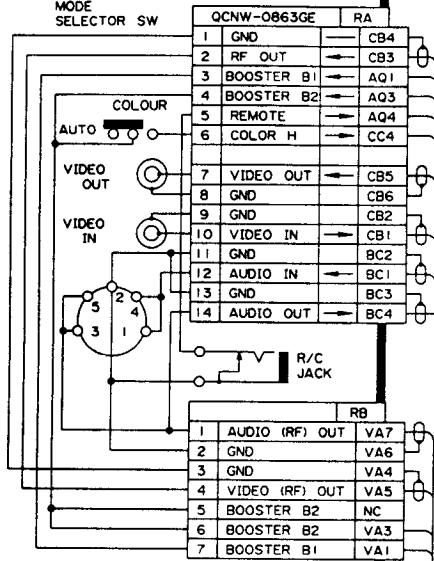 MODE
SELECTOR SW
QCNW-0863GE RA
1 GND CB4
2 RF OUT CB3
3 BOOSTER B1 AQ1
4 BOOSTER B2 AQ3
5 REMOTE AQ4
6 COLOR H CC4
COLOUR
AUTO
7 VIDEO OUT CB5
8 GND CB6
9 GND CB2
10 VIDEO IN CB1
11 GND BC2
12 AUDIO IN BC1
13 GND BC3
14 AUDIO OUT BC4
VIDEO
OUT
VIDEO
IN
5 2 4
3 1
R/C
JACK
RB
1 AUDIO (RF) OUT VA7
2 GND VA6
3 GND VA4
4 VIDEO (RF) OUT VA5
5 BOOSTER B2 NC
6 BOOSTER B2 VA3
7 BOOSTER B1 VA1